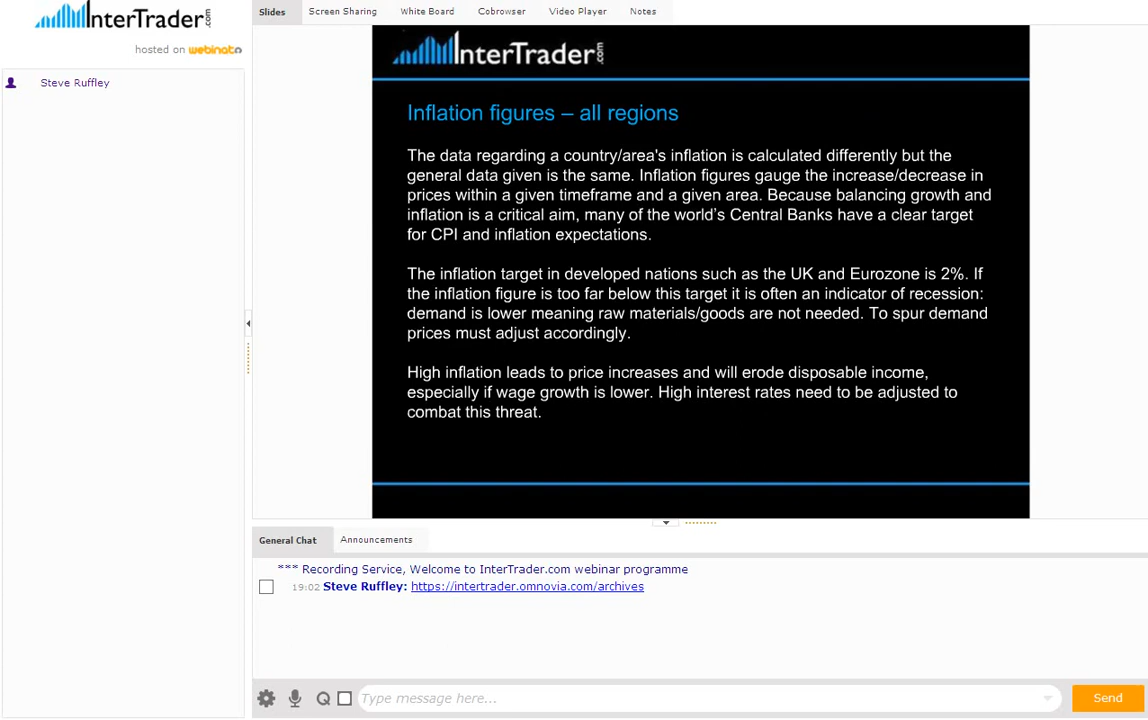 InterTrader.com
hosted on webinato
Steve Ruffley
Slides Screen Sharing White Board Cobrowser Video Player Notes
InterTrader.com
Inflation figures – all regions
The data regarding a country/area's inflation is calculated differently but the
general data given is the same. Inflation figures gauge the increase/decrease in
prices within a given timeframe and a given area. Because balancing growth and
inflation is a critical aim, many of the world's Central Banks have a clear target
for CPI and inflation expectations.
The inflation target in developed nations such as the UK and Eurozone is 2%. If
the inflation figure is too far below this target it is often an indicator of recession:
demand is lower meaning raw materials/goods are not needed. To spur demand
prices must adjust accordingly.
High inflation leads to price increases and will erode disposable income,
especially if wage growth is lower. High interest rates need to be adjusted to
combat this threat.
General Chat Announcements
*** Recording Service, Welcome to InterTrader.com webinar programme
19:02 Steve Ruffley: https://intertrader.omnovia.com/archives
Q Type message here... Send